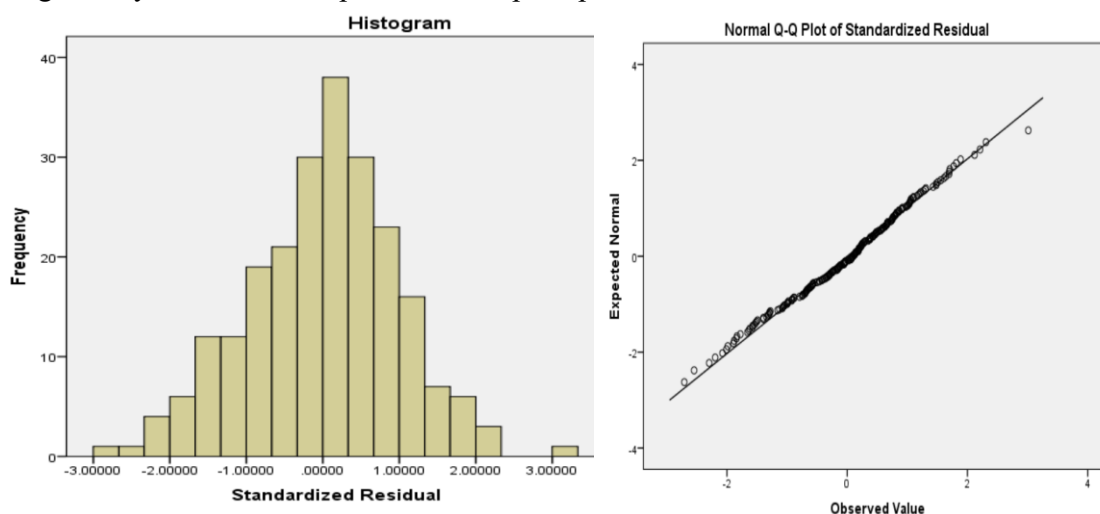 Histogram
40
30
20
10
0
Frequency
-3.00000 -2.00000 -1.00000 .00000 1.00000 2.00000 3.00000
Standardized Residual
Normal Q-Q Plot of Standardized Residual
4
2
0
-2
-4
Expected Normal
-2 0 2 4
Observed Value